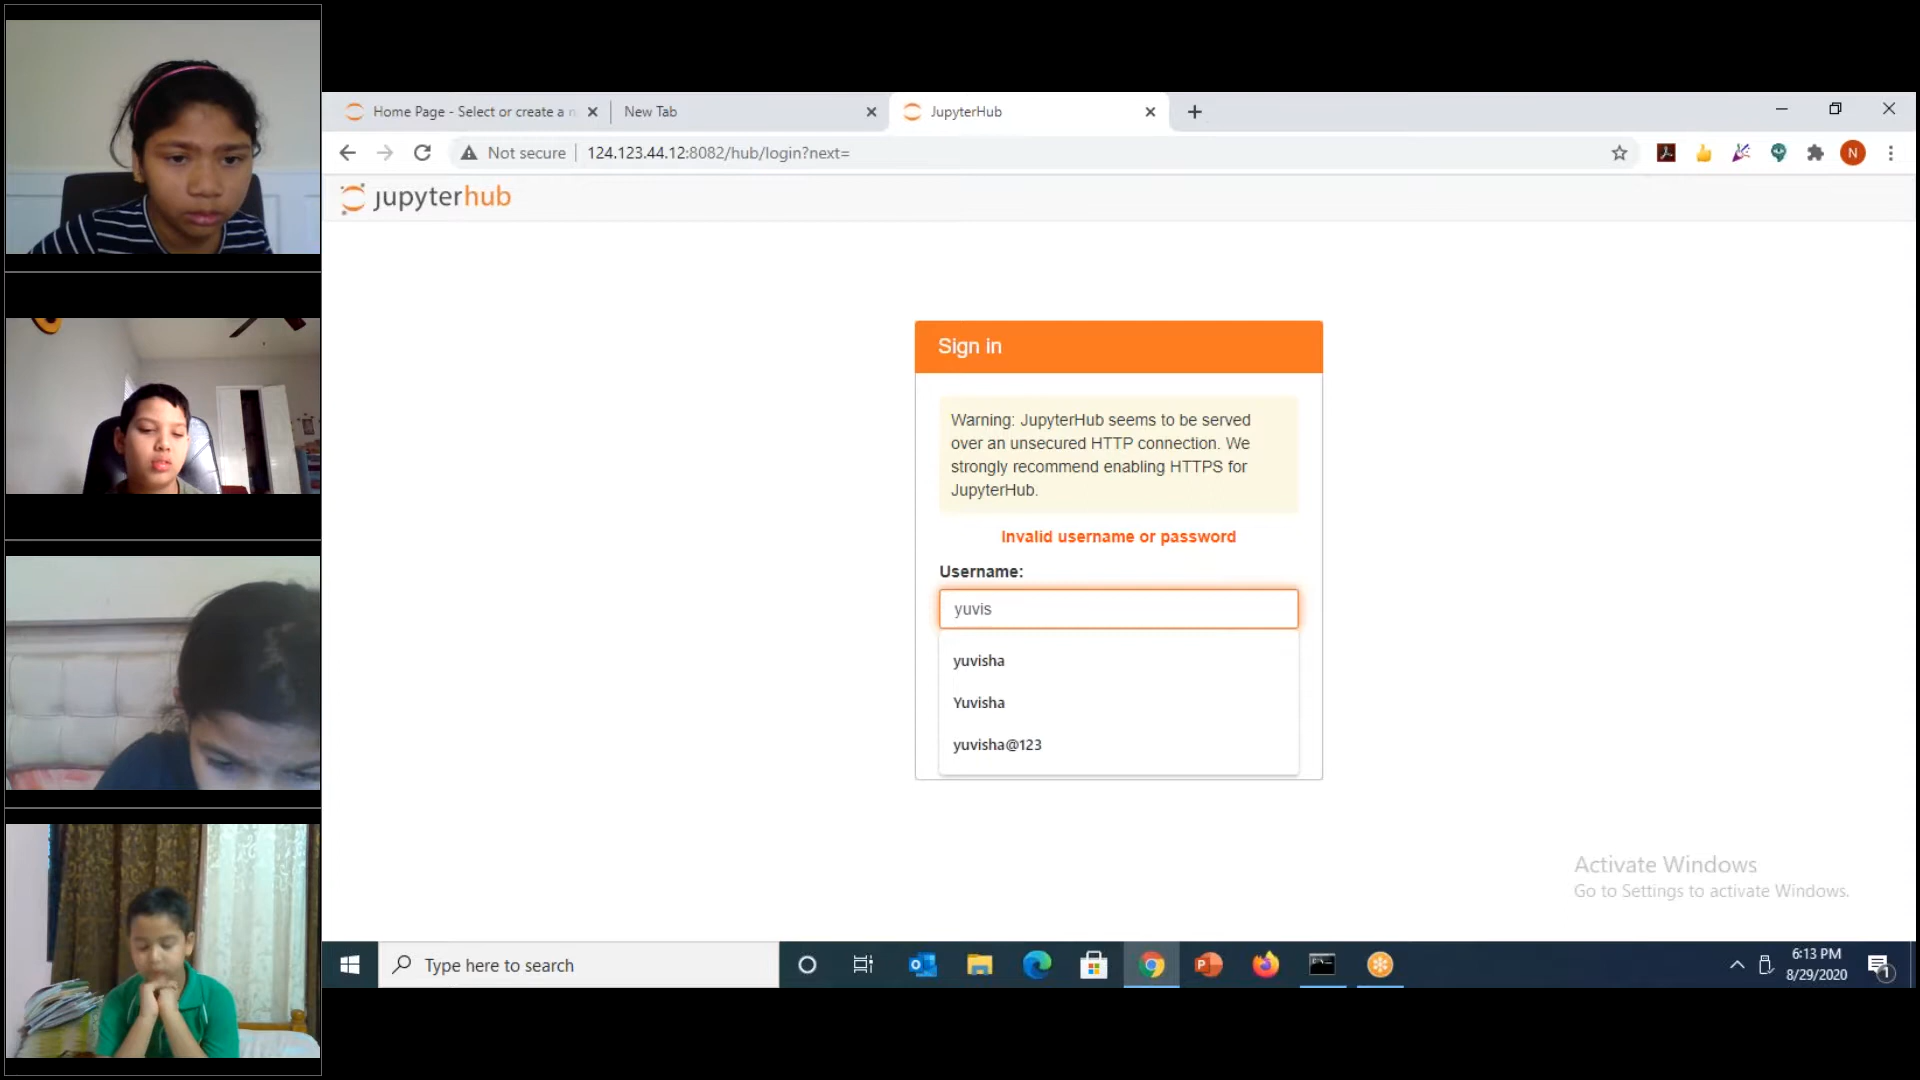 Home Page - Select or create a n
New Tab
JupyterHub
Not secure
124.123.44.12:8082/hub/login?next=
N
jupyterhub
Sign in
Warning: JupyterHub seems to be served
over an unsecured HTTP connection. We
strongly recommend enabling HTTPS for
JupyterHub.
Invalid username or password
Username:
yuvis
yuvisha
Yuvisha
yuvisha@123
Activate Windows
Go to Settings to activate Windows.
Type here to search
6:13 PM
8/29/2020
1